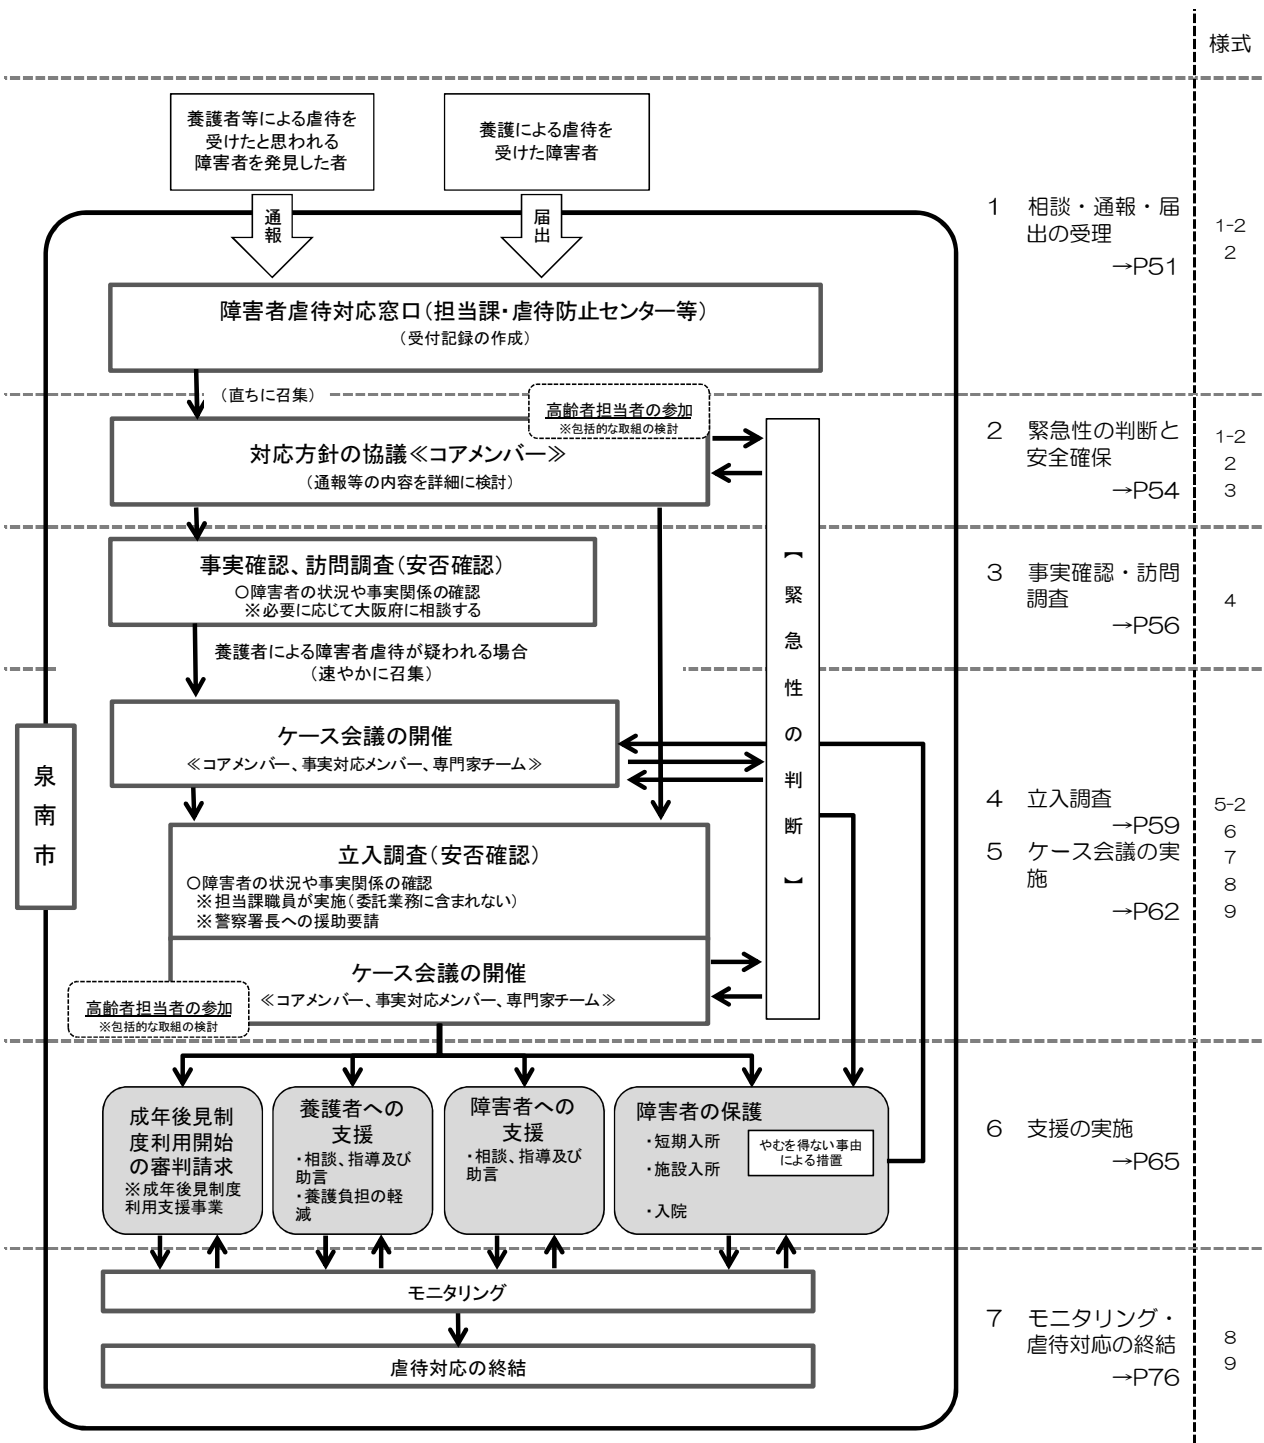 様式
養護者等による虐待を
受けたと思われる
障害者を発見した者
養護による虐待を
受けた障害者
通報
届出
1 相談・通報・届
出の受理
→P51
1-2
2
障害者虐待対応窓口(担当課・虐待防止センター等)
(受付記録の作成)
(直ちに召集)
高齢者担当者の参加
※包括的な取組の検討
対応方針の協議≪コアメンバー≫
(通報等の内容を詳細に検討)
2 緊急性の判断と
安全確保
→P54
1-2
2
3
【緊急性の判断】
事実確認、訪問調査(安否確認)
○障害者の状況や事実関係の確認
※必要に応じて大阪府に相談する
3 事実確認・訪問
調査
→P56
4
養護者による障害者虐待が疑われる場合
(速やかに召集)
ケース会議の開催
≪コアメンバー、事実対応メンバー、専門家チーム≫
泉南市
立入調査(安否確認)
○障害者の状況や事実関係の確認
※担当課職員が実施(委託業務に含まれない)
※警察署長への援助要請
4 立入調査
→P59
5 ケース会議の実
施
→P62
5-2
6
7
8
9
ケース会議の開催
≪コアメンバー、事実対応メンバー、専門家チーム≫
高齢者担当者の参加
※包括的な取組の検討
成年後見制
度利用開始
の審判請求
※成年後見制度
利用支援事業
養護者への
支援
・相談、指導及び
助言
・養護負担の軽
減
障害者への
支援
・相談、指導及び
助言
障害者の保護
・短期入所
・施設入所
・入院
やむを得ない事由
による措置
6 支援の実施
→P65
モニタリング
虐待対応の終結
7 モニタリング・
虐待対応の終結
→P76
8
9